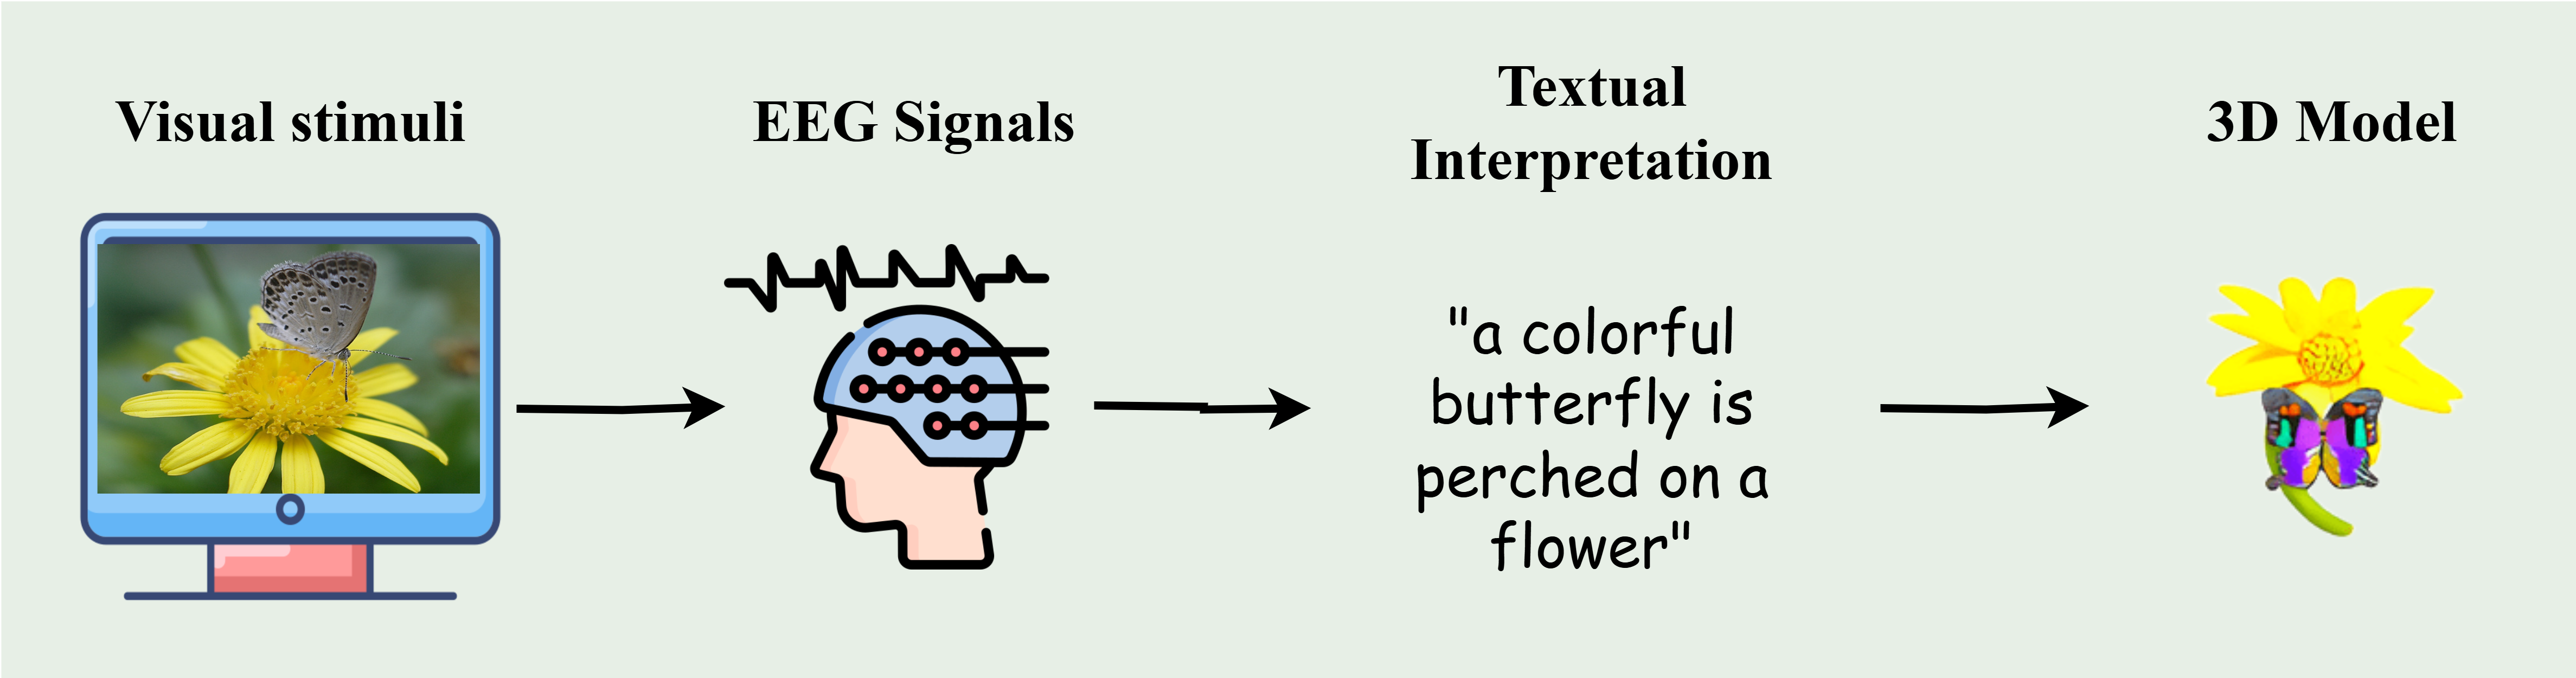 Visual stimuli
EEG Signals
Textual
Interpretation
3D Model
"a colorful
butterfly is
perched on a
flower"